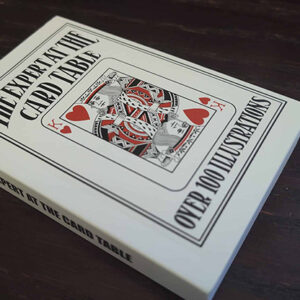 THE EXPERT AT THE
CARD TABLE
K
OVER 100 ILLUSTRATIONS
EXPERT AT THE CARD TABLE